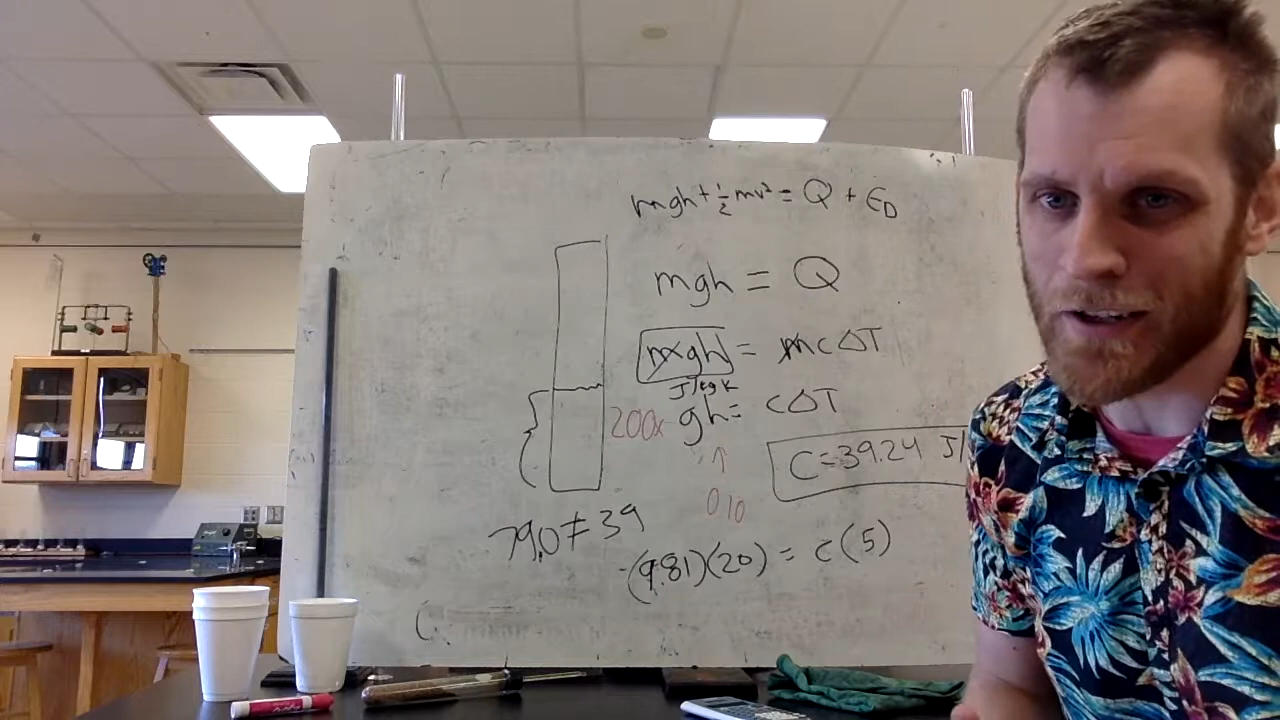 mgh + ½mv² = Q + ED
mgh = Q
mgh = mcΔT
J/kg K
200x gh = cΔT
C = 39.24 J/
010
79.0 ≠ 39
(9.81)(20) = c(5)
(